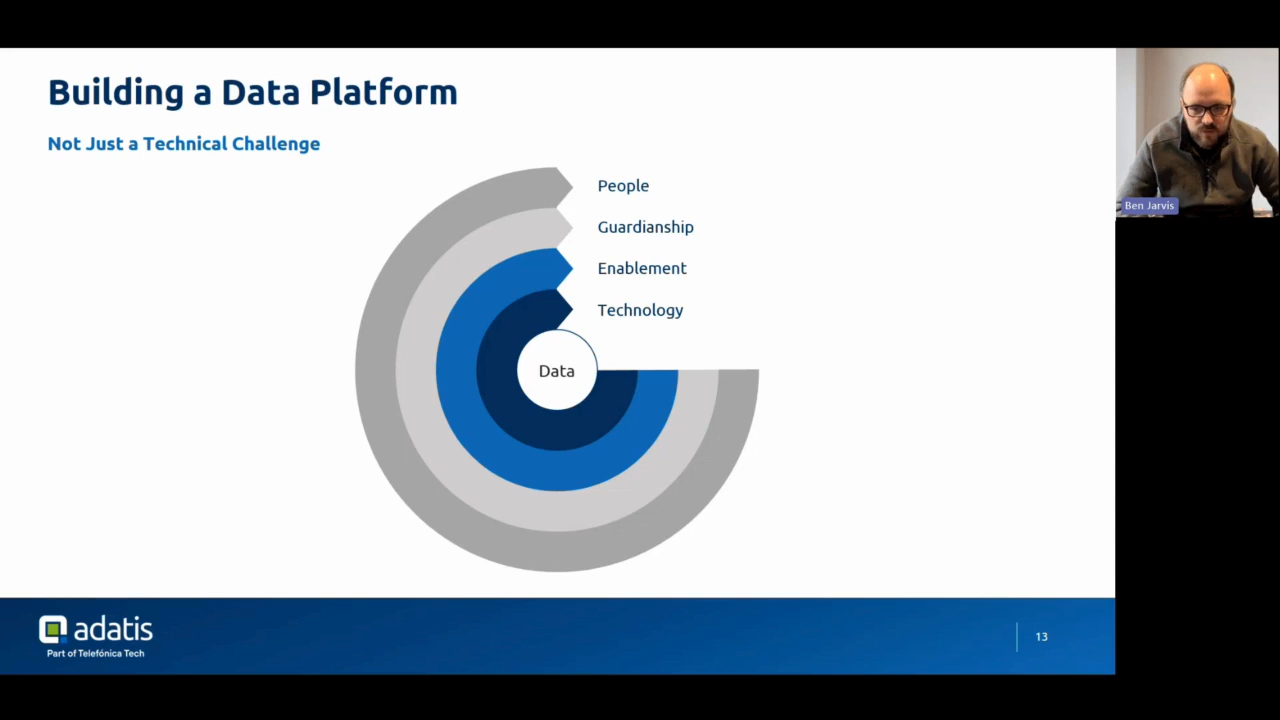 Building a Data Platform
Not Just a Technical Challenge
People
Guardianship
Enablement
Technology
Data
Ben Jarvis
adatis
Part of Telefónica Tech
13